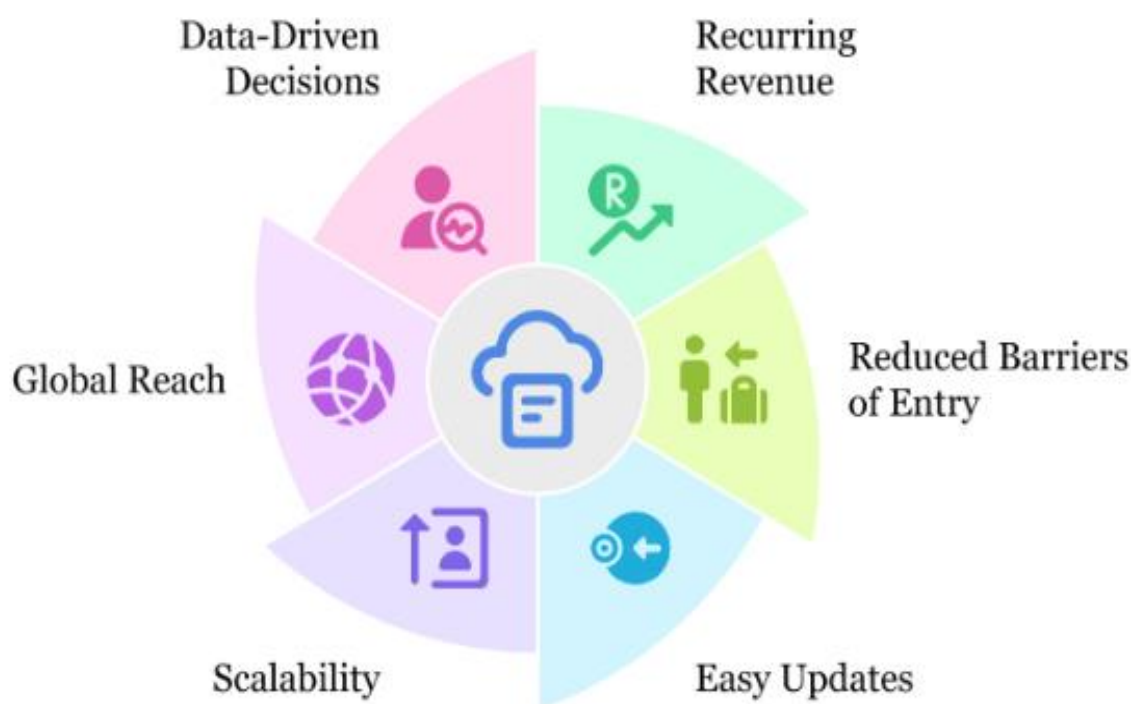 Data-Driven
Decisions
Recurring
Revenue
R
Global Reach
Reduced Barriers
of Entry
Scalability
Easy Updates